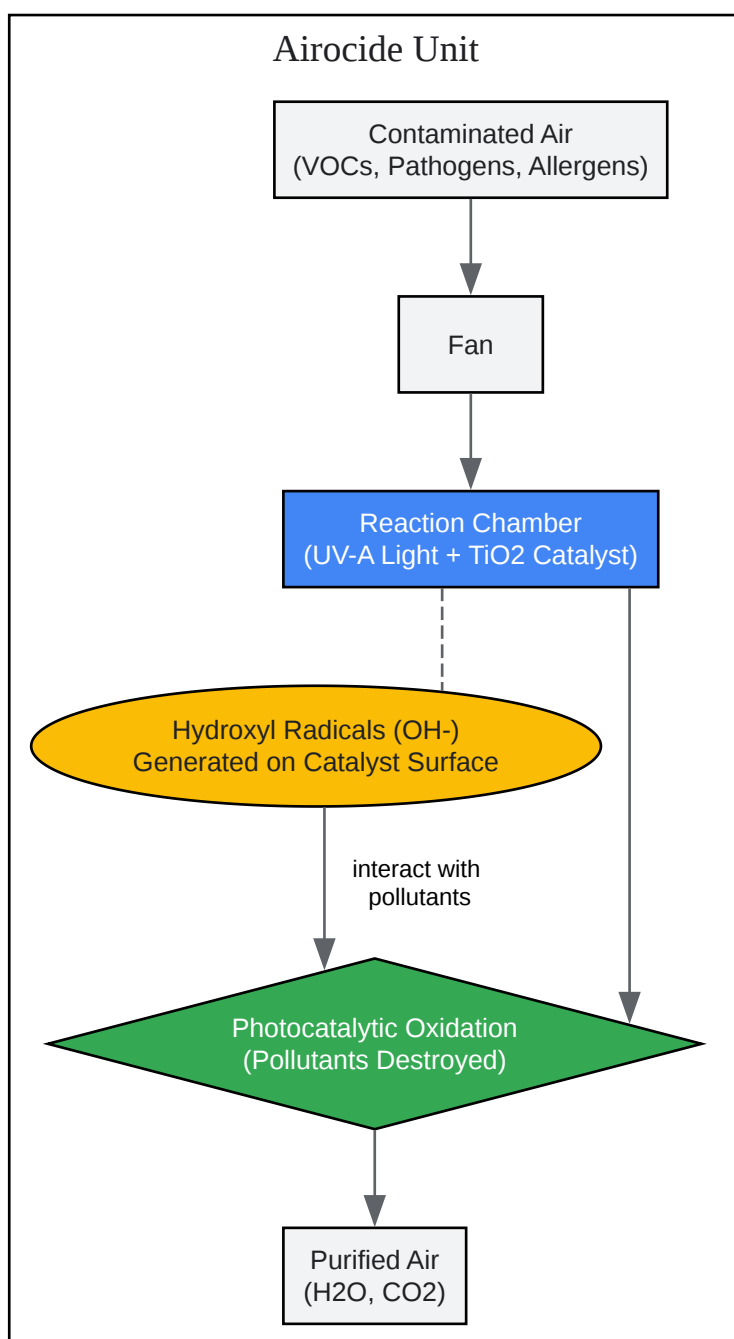 Airocide Unit
Contaminated Air
(VOCs, Pathogens, Allergens)
Fan
Reaction Chamber
(UV-A Light + TiO2 Catalyst)
Hydroxyl Radicals (OH-)
Generated on Catalyst Surface
interact with
pollutants
Photocatalytic Oxidation
(Pollutants Destroyed)
Purified Air
(H2O, CO2)